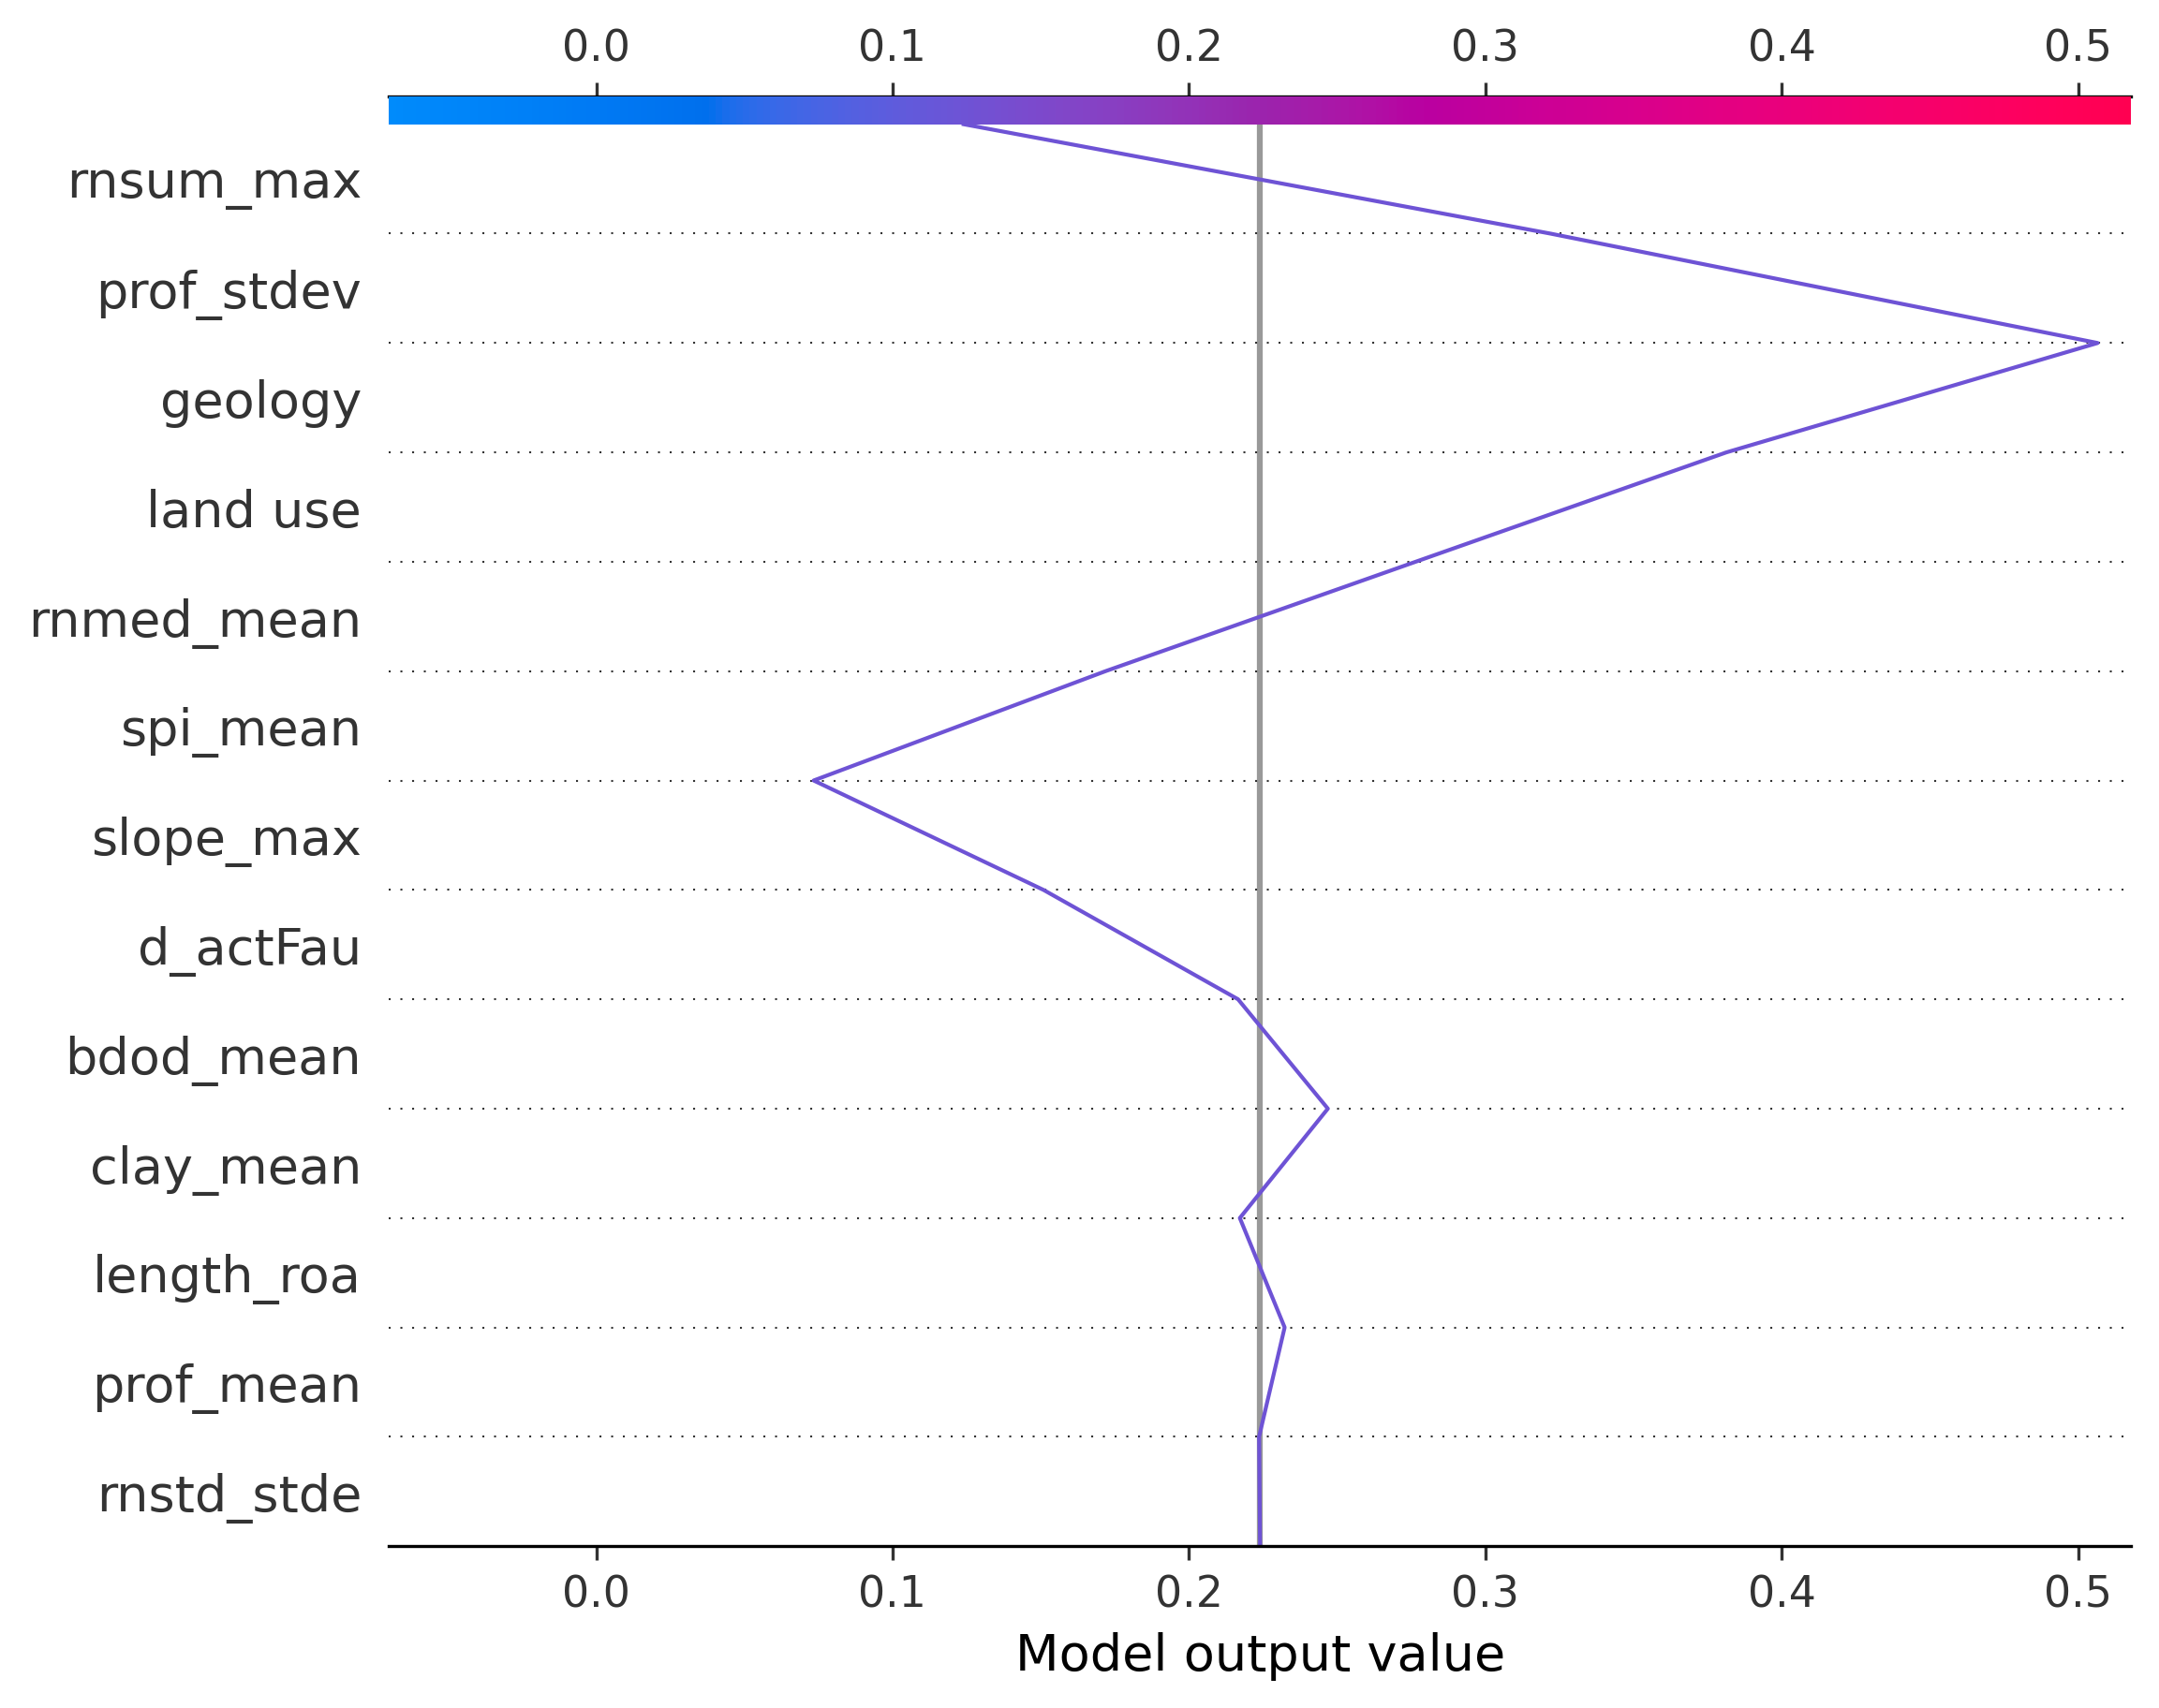 0.0 0.1 0.2 0.3 0.4 0.5
rnsum_max
prof_stdev
geology
land use
rnmed_mean
spi_mean
slope_max
d_actFau
bdod_mean
clay_mean
length_roa
prof_mean
rnstd_stde
0.0 0.1 0.2 0.3 0.4 0.5
Model output value